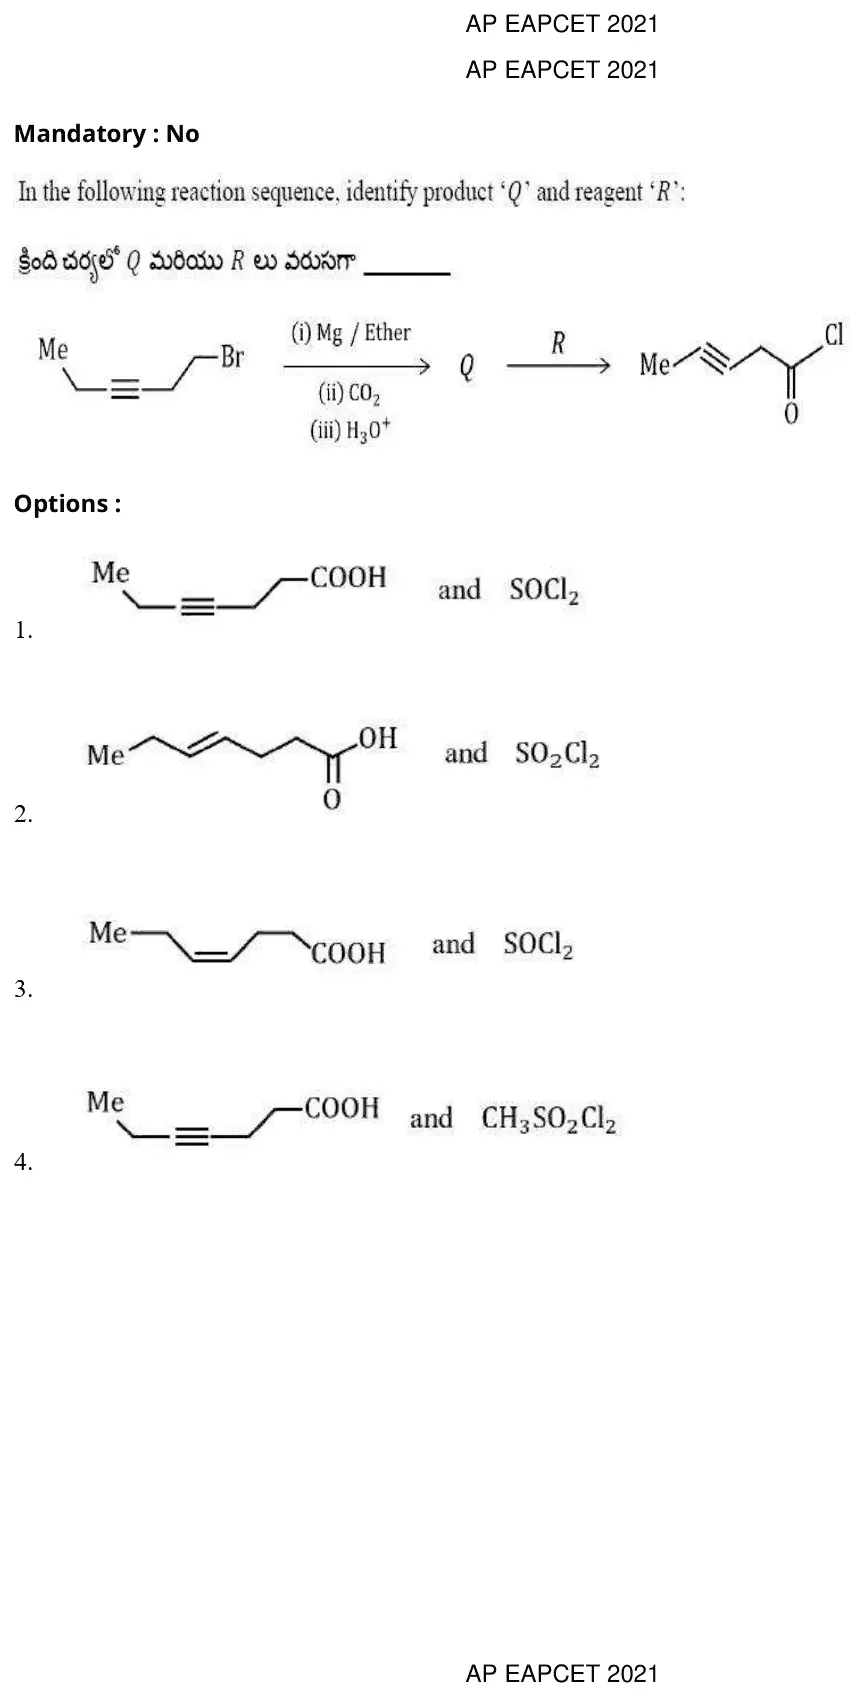 AP EAPCET 2021
AP EAPCET 2021
Mandatory : No
In the following reaction sequence, identify product ‘Q’ and reagent ‘R’:
క్రింది చర్యలో Q మరియు R లు వరుసగా ________
Me
Br
(i) Mg / Ether
(ii) CO₂
(iii) H₃O⁺
Q
R
Me
Cl
O
Options :
1.
Me
COOH and SOCl₂
2.
Me
OH
O
and SO₂Cl₂
3.
Me
COOH and SOCl₂
4.
Me
COOH and CH₃SO₂Cl₂
AP EAPCET 2021